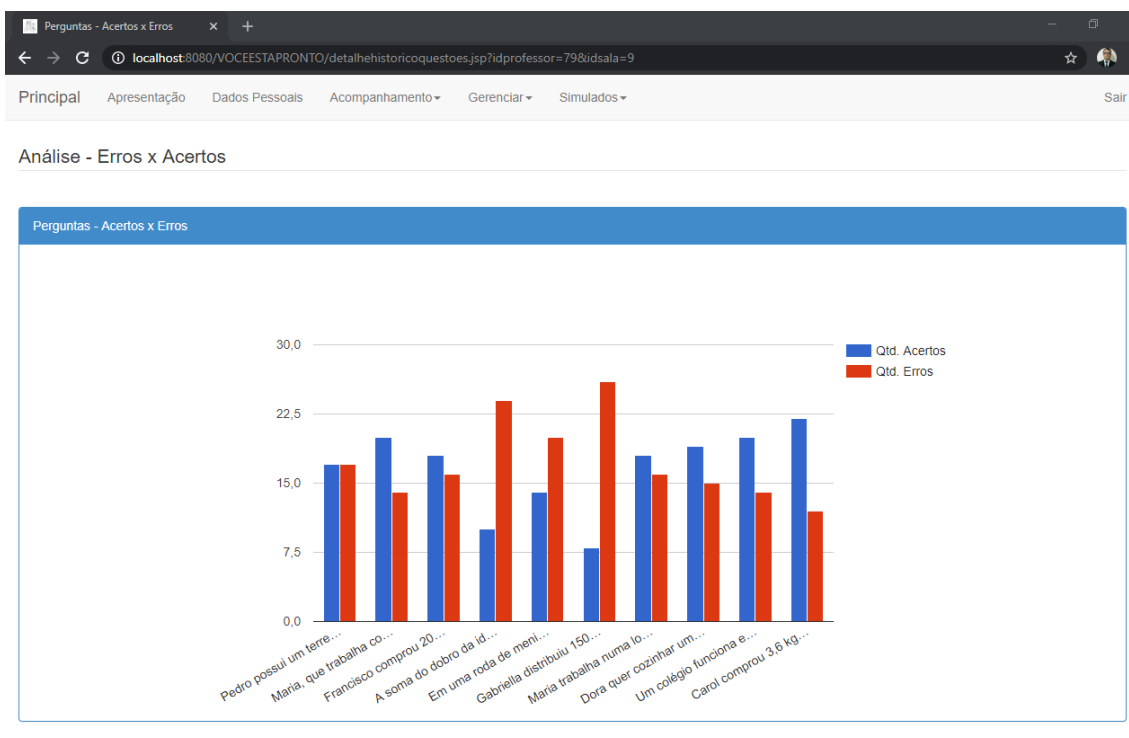 Perguntas - Acertos x Erros
localhost:8080/VOCEESTAPRONTO/detalhehistoricoquestoes.jsp?idprofessor=79&idsala=9
Principal Apresentação Dados Pessoais Acompanhamento Gerenciar Simulados Sair
Análise - Erros x Acertos
Perguntas - Acertos x Erros
30,0
22,5
15,0
7,5
0,0
Qtd. Acertos
Qtd. Erros
Pedro possui um terre...
Maria, que trabalha co...
Francisco comprou 20...
A soma do dobro da id...
Em uma roda de meni...
Gabriella distribuiu 150...
Maria trabalha numa lo...
Dora quer cozinhar um...
Um colégio funciona e...
Carol comprou 3,6 kg...